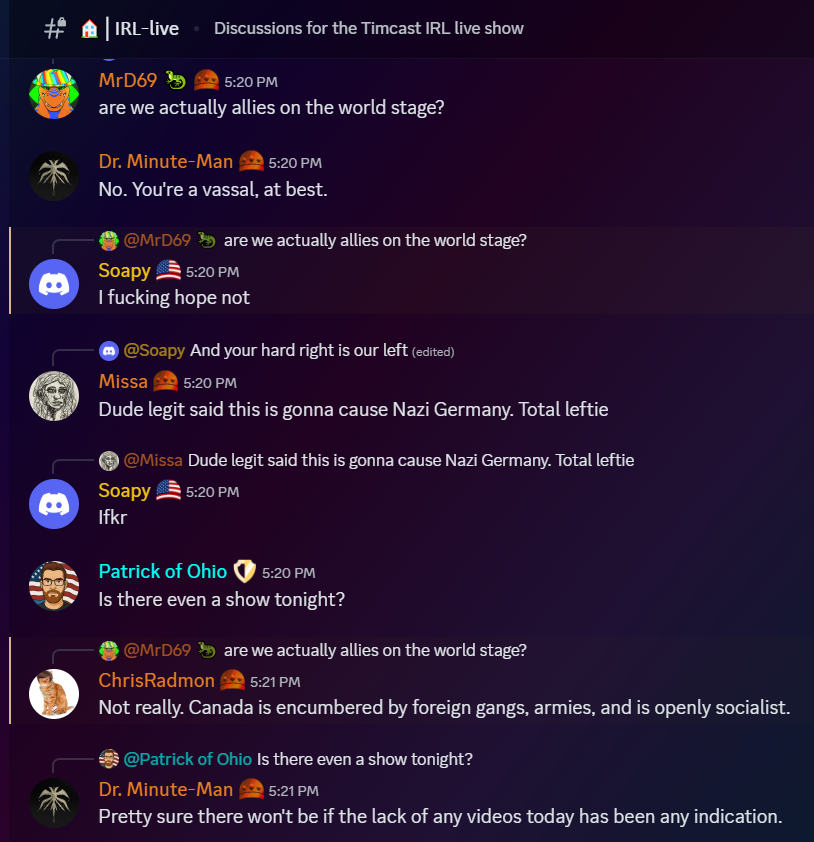 IRL-live • Discussions for the Timcast IRL live show
MrD69 5:20 PM
are we actually allies on the world stage?
Dr. Minute-Man 5:20 PM
No. You're a vassal, at best.
@MrD69 are we actually allies on the world stage?
Soapy 5:20 PM
I fucking hope not
@Soapy And your hard right is our left (edited)
Missa 5:20 PM
Dude legit said this is gonna cause Nazi Germany. Total leftie
@Missa Dude legit said this is gonna cause Nazi Germany. Total leftie
Soapy 5:20 PM
Ifkr
Patrick of Ohio 5:20 PM
Is there even a show tonight?
@MrD69 are we actually allies on the world stage?
ChrisRadmon 5:21 PM
Not really. Canada is encumbered by foreign gangs, armies, and is openly socialist.
@Patrick of Ohio Is there even a show tonight?
Dr. Minute-Man 5:21 PM
Pretty sure there won't be if the lack of any videos today has been any indication.